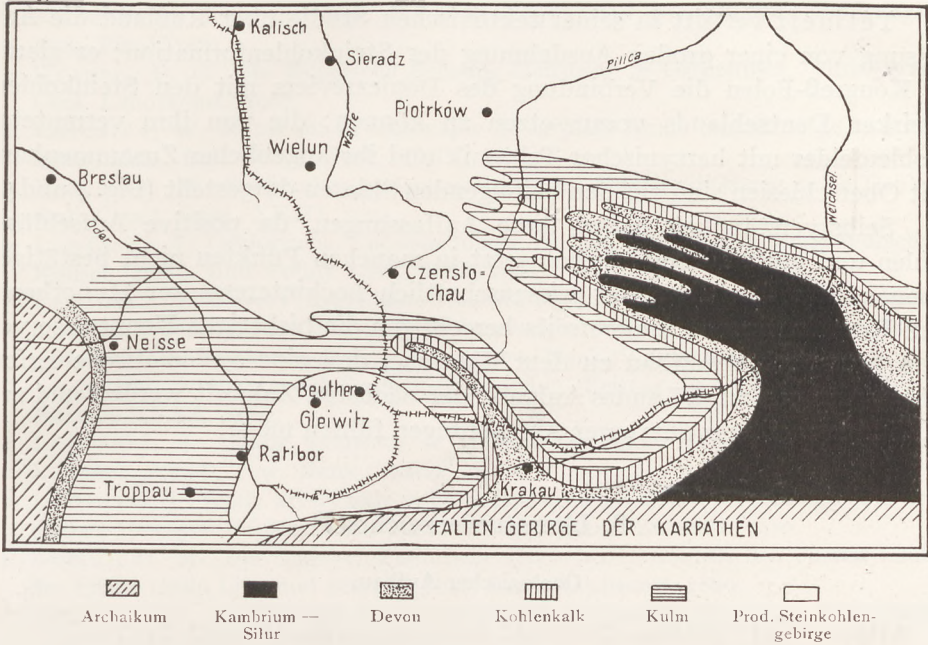 Kalisch
Sieradz
Pilica
Piotrków
Warte
Wielun
Breslau
Weichsel
Oder
Czensto-
chau
Neisse
Beuthen
Gleiwitz
Ratibor
Troppau
Krakau
FALTEN-GEBIRGE DER KARPATHEN
Archaikum
Kambrium —
Silur
Devon
Kohlenkalk
Kulm
Prod. Steinkohlen-
gebirge